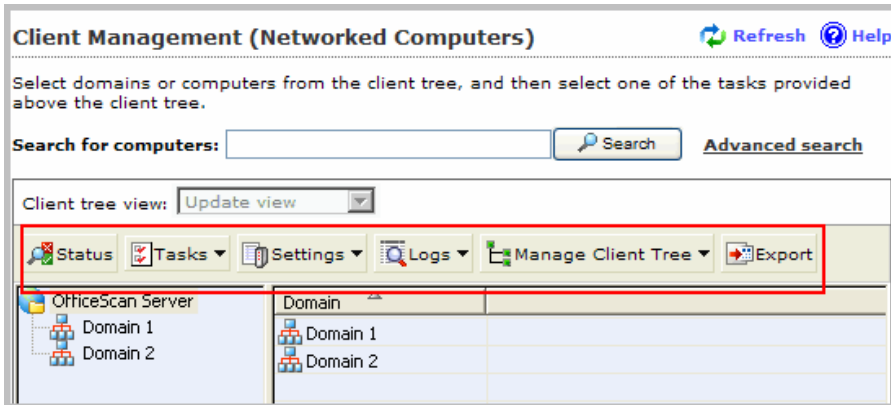 Client Management (Networked Computers) Refresh Help
Select domains or computers from the client tree, and then select one of the tasks provided
above the client tree.
Search for computers: Search Advanced search
Client tree view: Update view
Status Tasks Settings Logs Manage Client Tree Export
OfficeScan Server
Domain 1
Domain 2
Domain
Domain 1
Domain 2